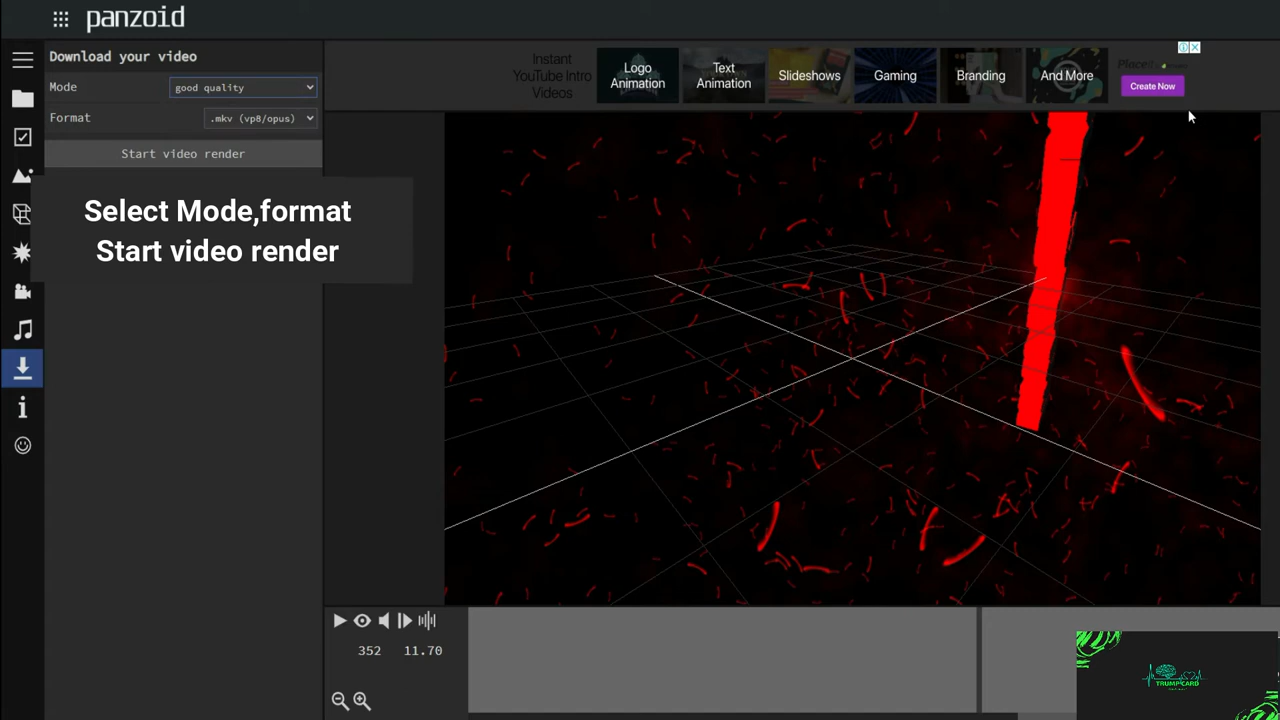 panzoid
Download your video
Mode
good quality
Format
.mkv (vp8/opus)
Start video render
Select Mode,format
Start video render
Instant
YouTube Intro
Videos
Logo
Animation
Text
Animation
Slideshows
Gaming
Branding
And More
Create Now
352
11.70
TRUMP CARD